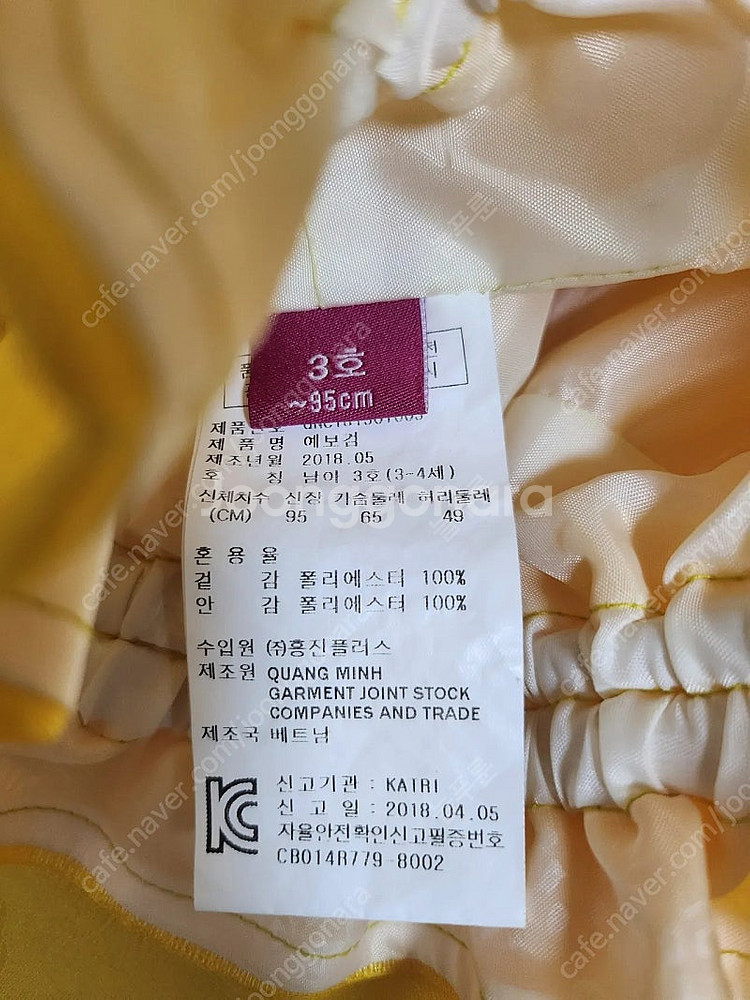 3호
~95cm
제 품 명 예보검
제조년월 2018.05
호 칭 남아 3호(3-4세)
신체치수 신장 가슴둘레 허리둘레
(CM) 95 65 49
혼 용 율
겉 감 폴리에스터 100%
안 감 폴리에스터 100%
수입원 ㈜흥진플러스
제조원 QUANG MINH
GARMENT JOINT STOCK
COMPANIES AND TRADE
제조국 베트남
신고기관 : KATRI
신 고 일 : 2018.04.05
자율안전확인신고필증번호
CB014R779-8002
joonggonara
cafe.naver.com/joonggonara